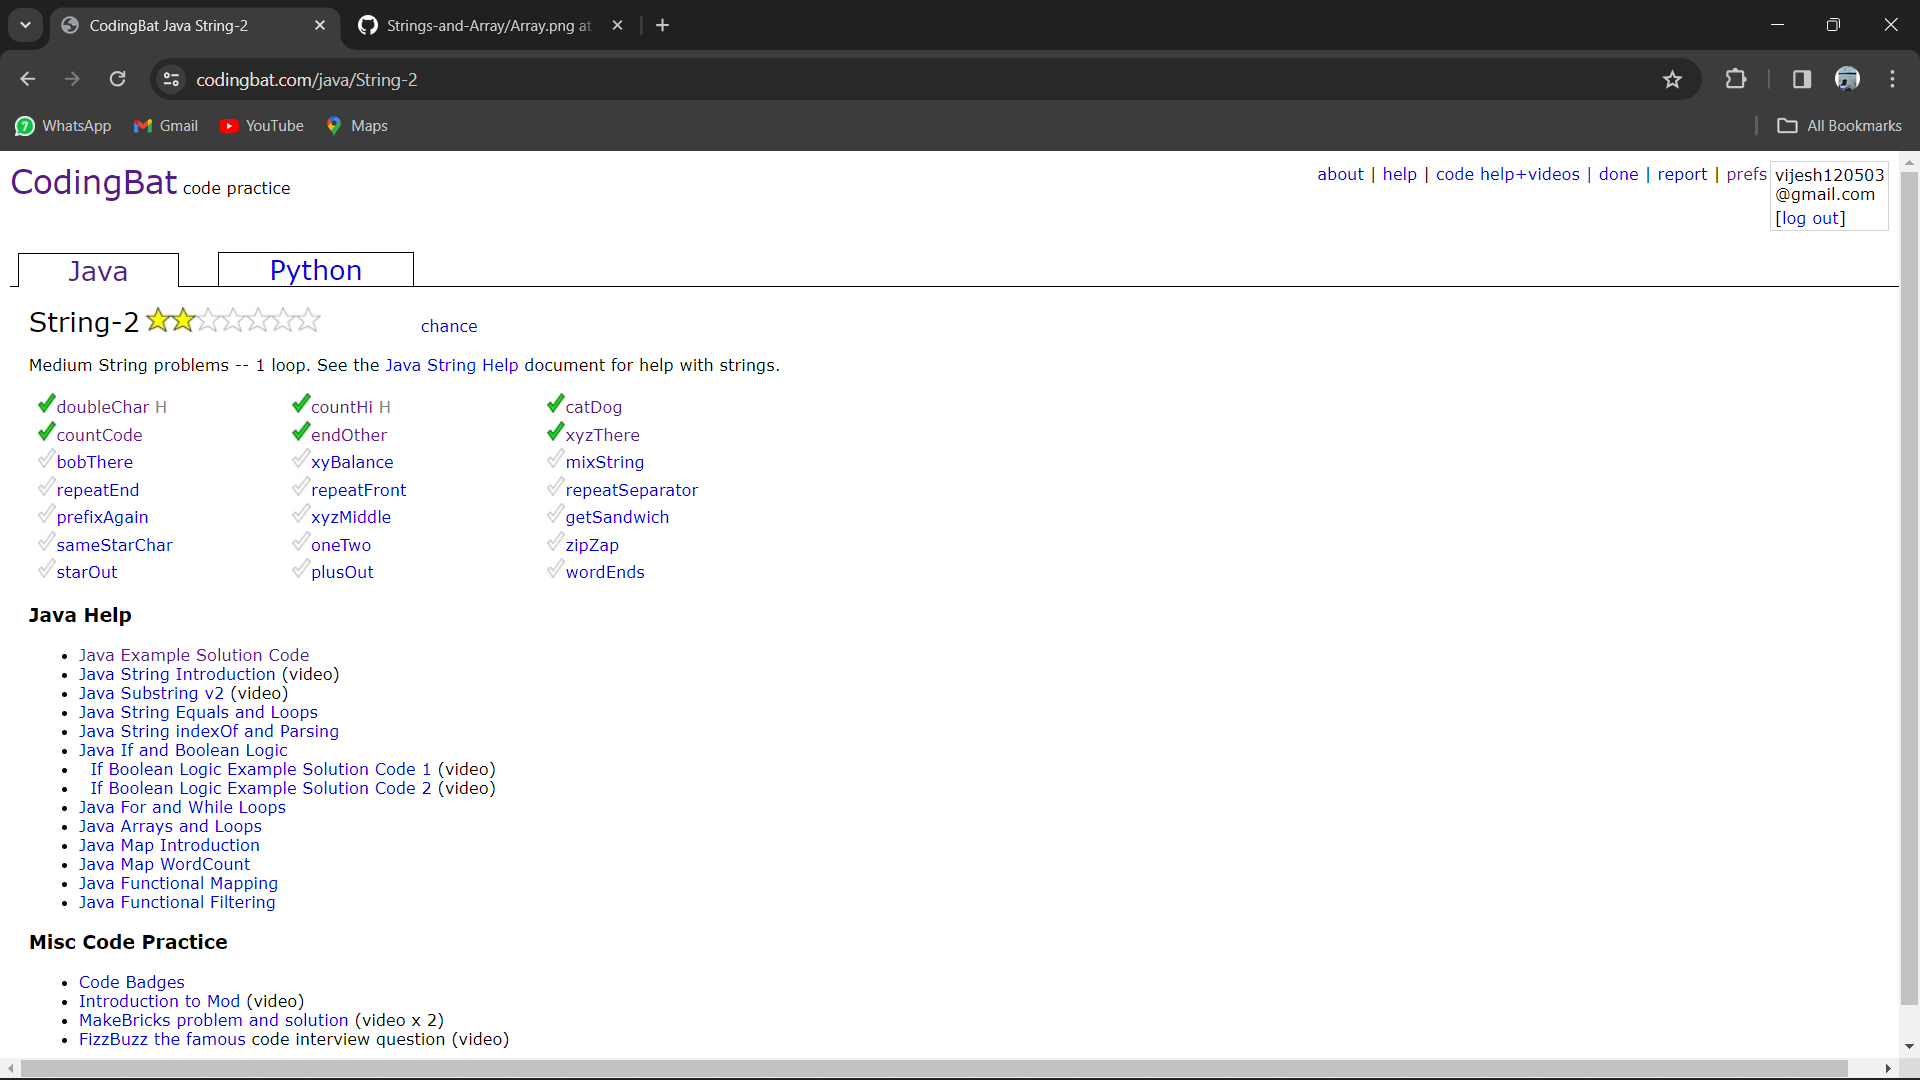 CodingBat Java String-2
Strings-and-Array/Array.png at
codingbat.com/java/String-2
7 WhatsApp Gmail YouTube Maps All Bookmarks
CodingBat code practice
about | help | code help+videos | done | report | prefs
vijesh120503
@gmail.com
[log out]
Java Python
String-2 chance
Medium String problems -- 1 loop. See the Java String Help document for help with strings.
doubleChar H countHi H catDog
countCode endOther xyzThere
bobThere xyBalance mixString
repeatEnd repeatFront repeatSeparator
prefixAgain xyzMiddle getSandwich
sameStarChar oneTwo zipZap
starOut plusOut wordEnds
Java Help
• Java Example Solution Code
• Java String Introduction (video)
• Java Substring v2 (video)
• Java String Equals and Loops
• Java String indexOf and Parsing
• Java If and Boolean Logic
• If Boolean Logic Example Solution Code 1 (video)
• If Boolean Logic Example Solution Code 2 (video)
• Java For and While Loops
• Java Arrays and Loops
• Java Map Introduction
• Java Map WordCount
• Java Functional Mapping
• Java Functional Filtering
Misc Code Practice
• Code Badges
• Introduction to Mod (video)
• MakeBricks problem and solution (video x 2)
• FizzBuzz the famous code interview question (video)